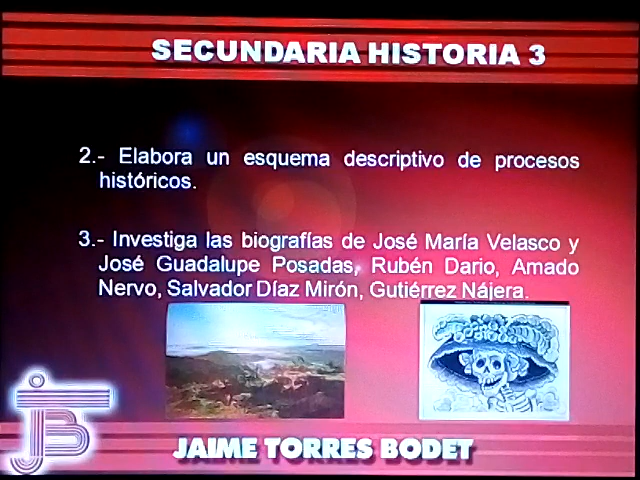 SECUNDARIA HISTORIA 3
2.- Elabora un esquema descriptivo de procesos
históricos.
3.- Investiga las biografías de José María Velasco y
José Guadalupe Posadas, Rubén Dario, Amado
Nervo, Salvador Díaz Mirón, Gutiérrez Nájera.
JAIME TORRES BODET